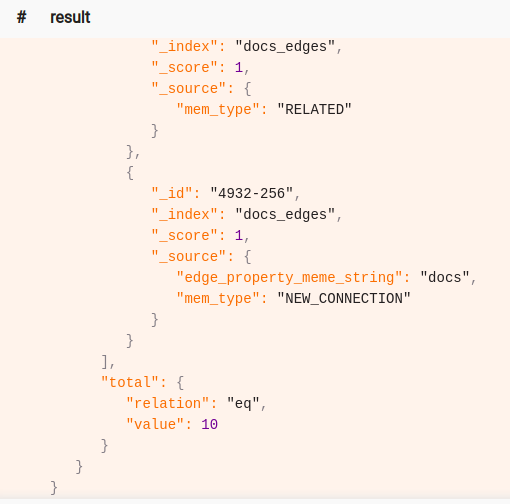 # result
"_index": "docs_edges",
"_score": 1,
"_source": {
"mem_type": "RELATED"
}
},
{
"_id": "4932-256",
"_index": "docs_edges",
"_score": 1,
"_source": {
"edge_property_meme_string": "docs",
"mem_type": "NEW_CONNECTION"
}
}
],
"total": {
"relation": "eq",
"value": 10
}
}
}